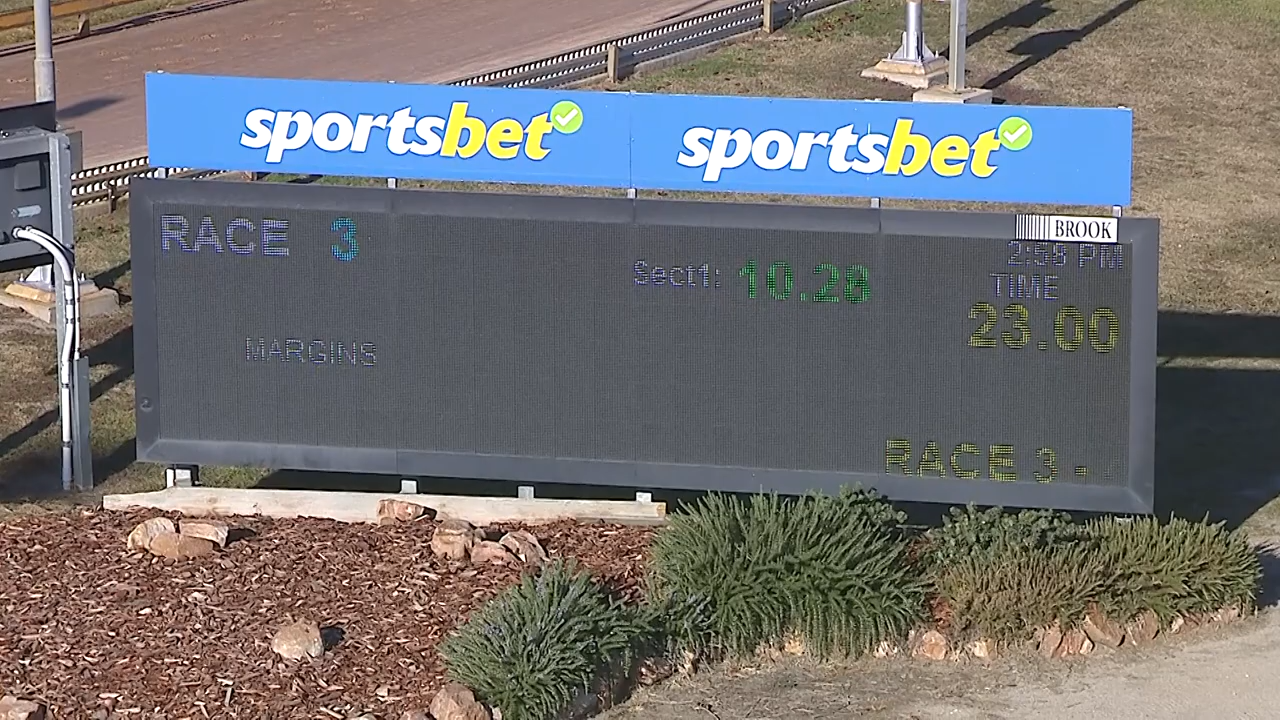 sportsbet sportsbet
BROOK
RACE 3
2:58 PM
Sect1: 10.28
TIME
23.00
MARGINS
RACE 3 -